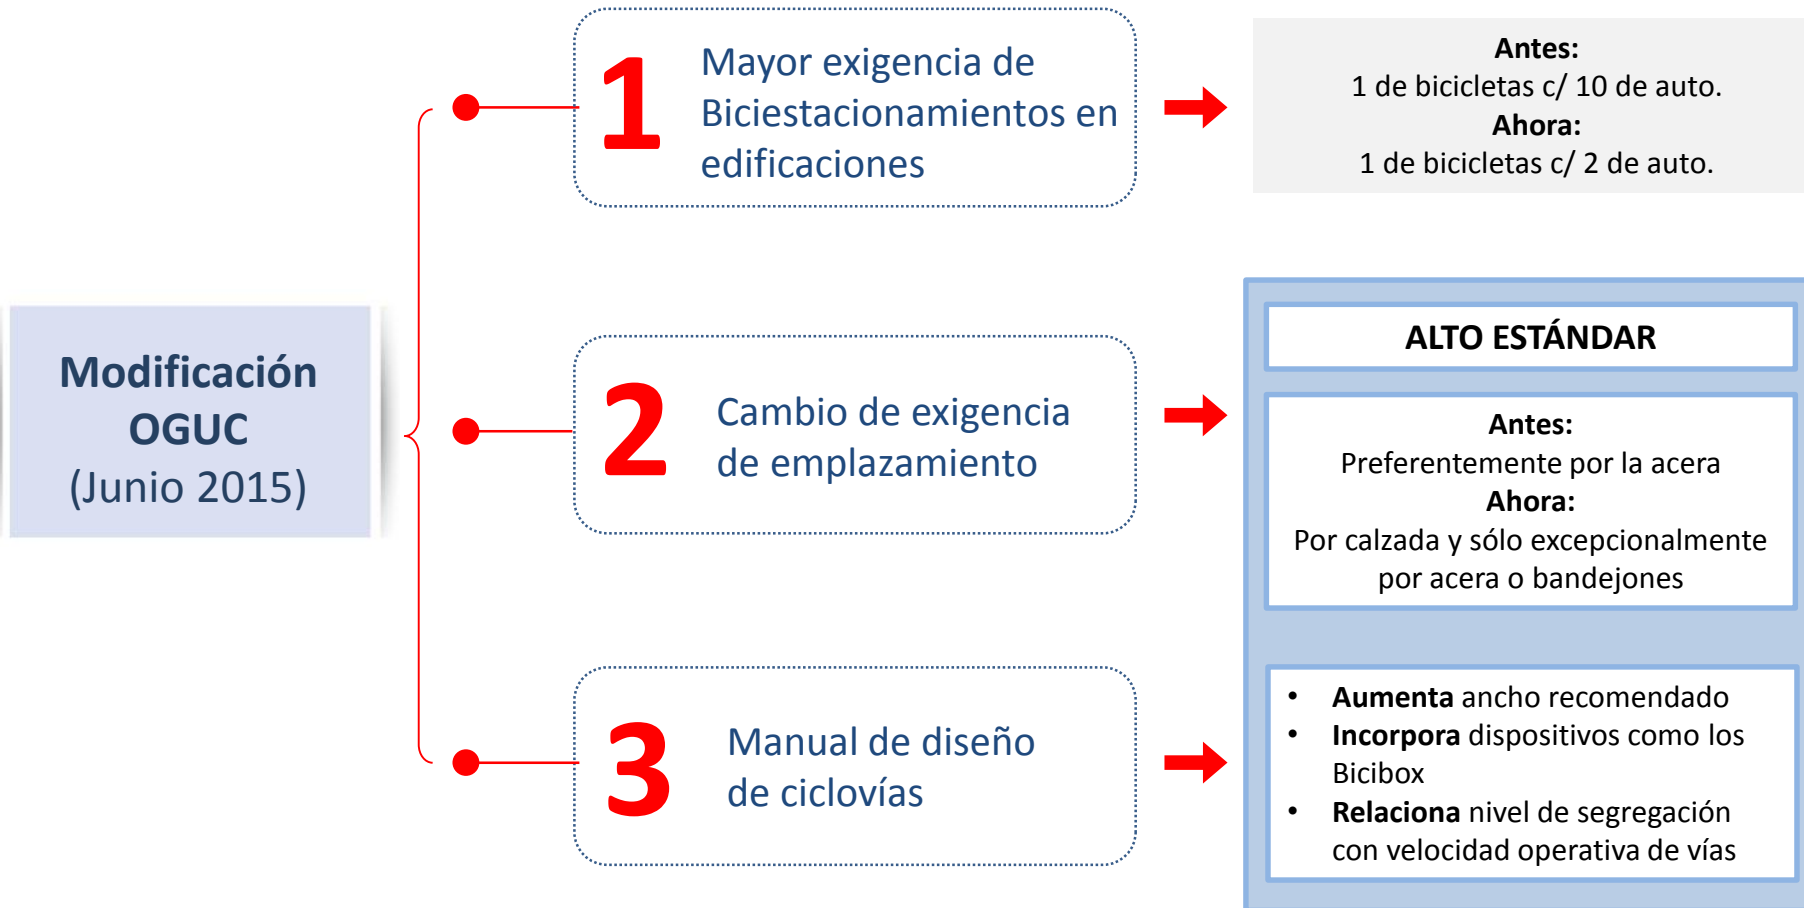 Modificación
OGUC
(Junio 2015)
1
Mayor exigencia de
Biciestacionamientos en
edificaciones
Antes:
1 de bicicletas c/ 10 de auto.
Ahora:
1 de bicicletas c/ 2 de auto.
2
Cambio de exigencia
de emplazamiento
ALTO ESTÁNDAR
Antes:
Preferentemente por la acera
Ahora:
Por calzada y sólo excepcionalmente
por acera o bandejones
3
Manual de diseño
de ciclovías
• Aumenta ancho recomendado
• Incorpora dispositivos como los
Bicibox
• Relaciona nivel de segregación
con velocidad operativa de vías